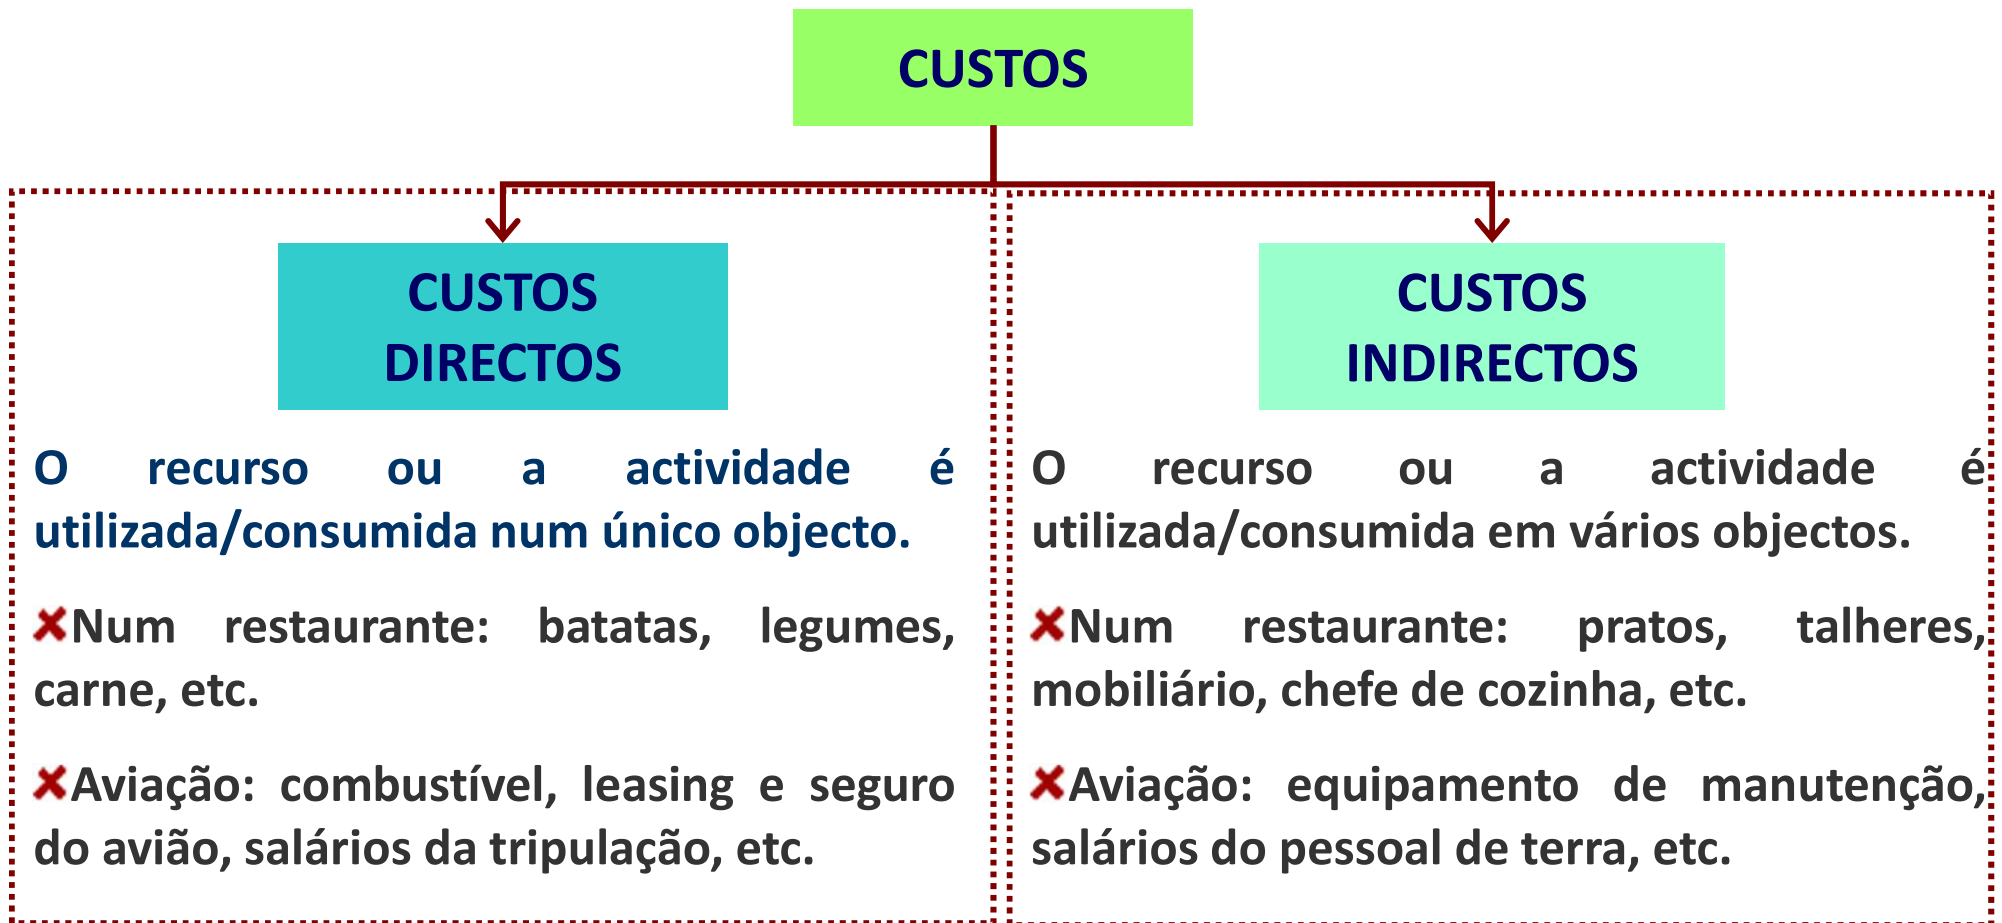 CUSTOS
CUSTOS
DIRECTOS
O recurso ou a actividade é
utilizada/consumida num único objecto.
Num restaurante: batatas, legumes,
carne, etc.
Aviação: combustível, leasing e seguro
do avião, salários da tripulação, etc.
CUSTOS
INDIRECTOS
O recurso ou a actividade é
utilizada/consumida em vários objectos.
Num restaurante: pratos, talheres,
mobiliário, chefe de cozinha, etc.
Aviação: equipamento de manutenção,
salários do pessoal de terra, etc.